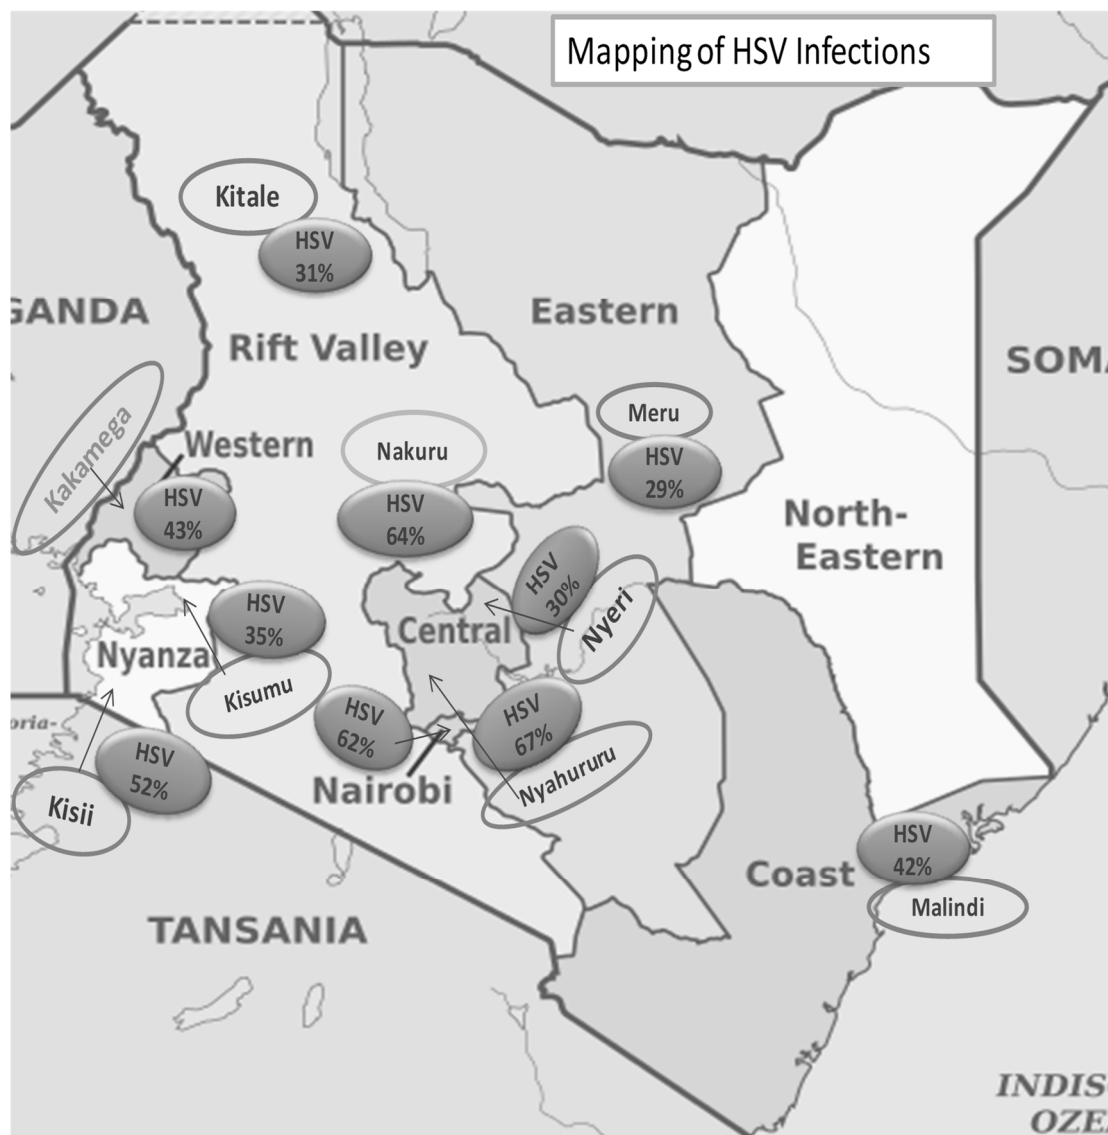 Mapping of HSV Infections
Kitale
HSV
31%
GANDA
Eastern
Rift Valley
SOMA
Kakamega
Western
HSV
43%
Nakuru
HSV
64%
Meru
HSV
29%
North-
Eastern
HSV
30%
Nyeri
HSV
35%
Central
Nyanza
Kisumu
HSV
62%
HSV
67%
oria-
HSV
52%
Nairobi
Nyahururu
Kisii
HSV
42%
Coast
Malindi
TANSANIA
INDIS
OZE